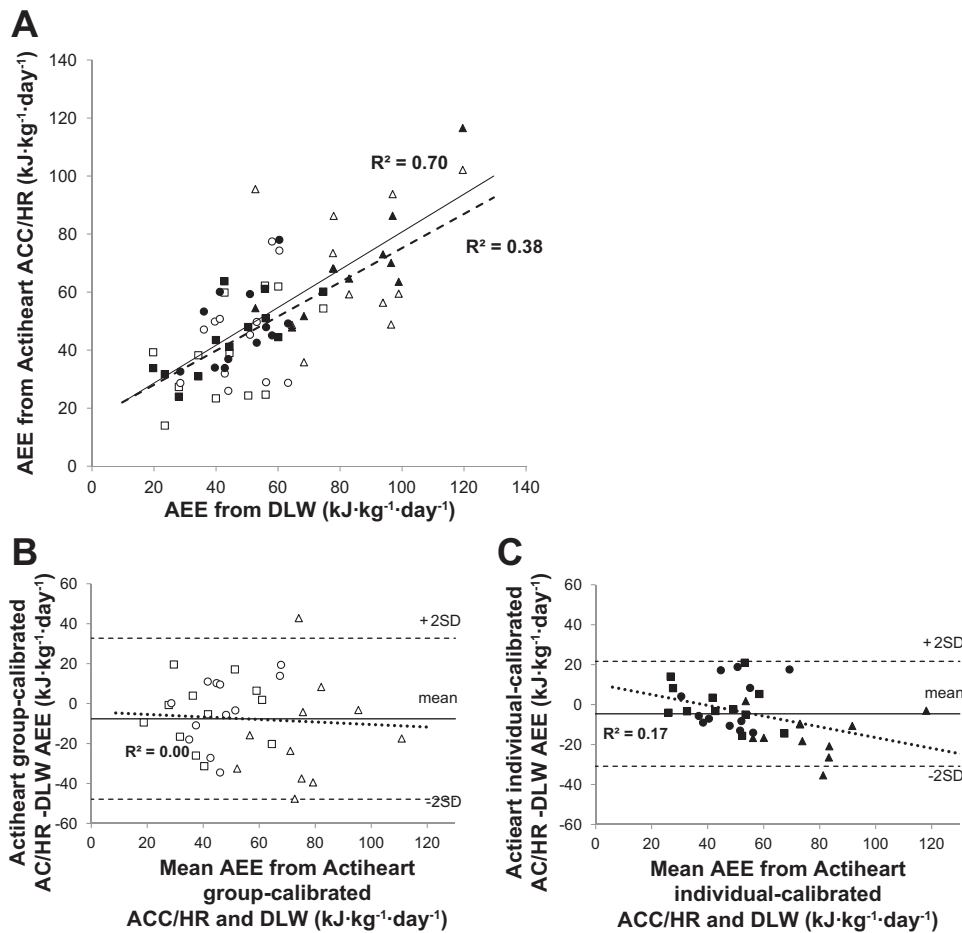 A
140
120
100
80
60
40
20
0
AEE from Actiheart ACC/HR (kJ·kg⁻¹·day⁻¹)
R² = 0.70
R² = 0.38
0 20 40 60 80 100 120 140
AEE from DLW (kJ·kg⁻¹·day⁻¹)
B
60
40
20
0
-20
-40
-60
Actiheart group-calibrated
AC/HR -DLW AEE (kJ·kg⁻¹·day⁻¹)
+2SD
mean
R² = 0.00
-2SD
0 20 40 60 80 100 120
Mean AEE from Actiheart
group-calibrated
ACC/HR and DLW (kJ·kg⁻¹·day⁻¹)
C
60
40
20
0
-20
-40
-60
Actieart individual-calibrated
AC/HR -DLW AEE (kJ·kg⁻¹·day⁻¹)
+2SD
mean
R² = 0.17
-2SD
0 20 40 60 80 100 120
Mean AEE from Actiheart
individual-calibrated
ACC/HR and DLW (kJ·kg⁻¹·day⁻¹)